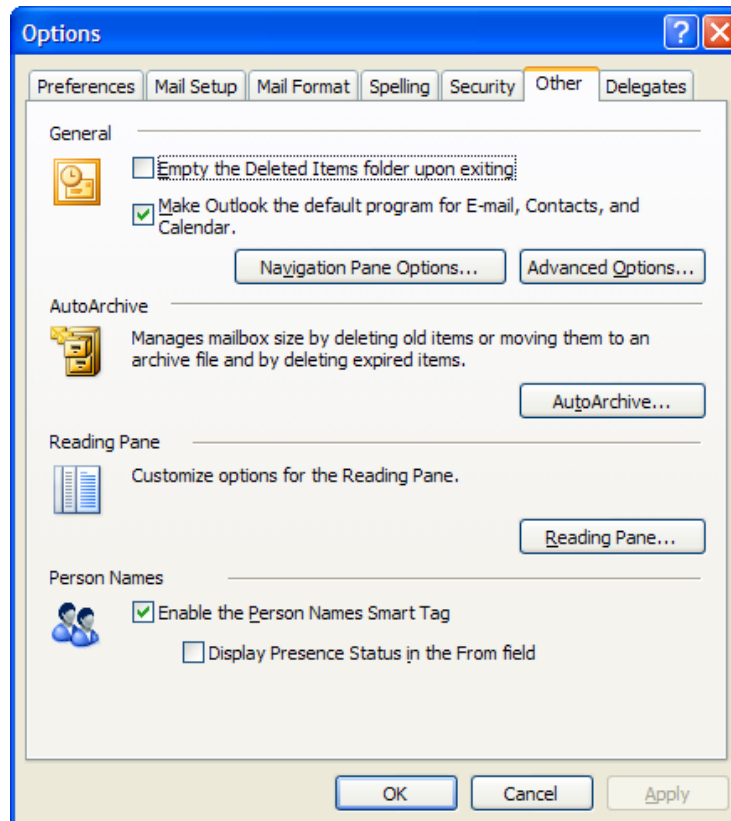 Options
Preferences Mail Setup Mail Format Spelling Security Other Delegates
General
Empty the Deleted Items folder upon exiting
Make Outlook the default program for E-mail, Contacts, and
Calendar.
Navigation Pane Options... Advanced Options...
AutoArchive
Manages mailbox size by deleting old items or moving them to an
archive file and by deleting expired items.
AutoArchive...
Reading Pane
Customize options for the Reading Pane.
Reading Pane...
Person Names
Enable the Person Names Smart Tag
Display Presence Status in the From field
OK Cancel Apply